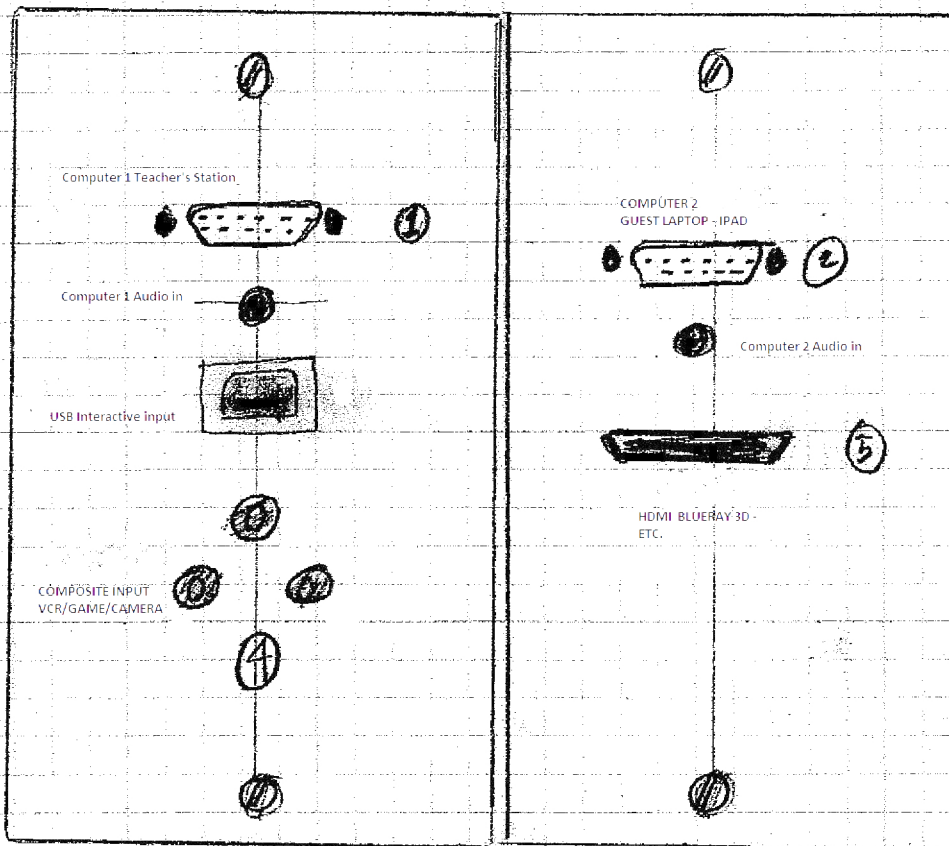 Computer 1 Teacher's Station
1
Computer 1 Audio in
USB Interactive input
COMPOSITE INPUT
VCR/GAME/CAMERA
4
COMPUTER 2
GUEST LAPTOP - IPAD
2
Computer 2 Audio in
5
HDMI BLUERAY 3D -
ETC.